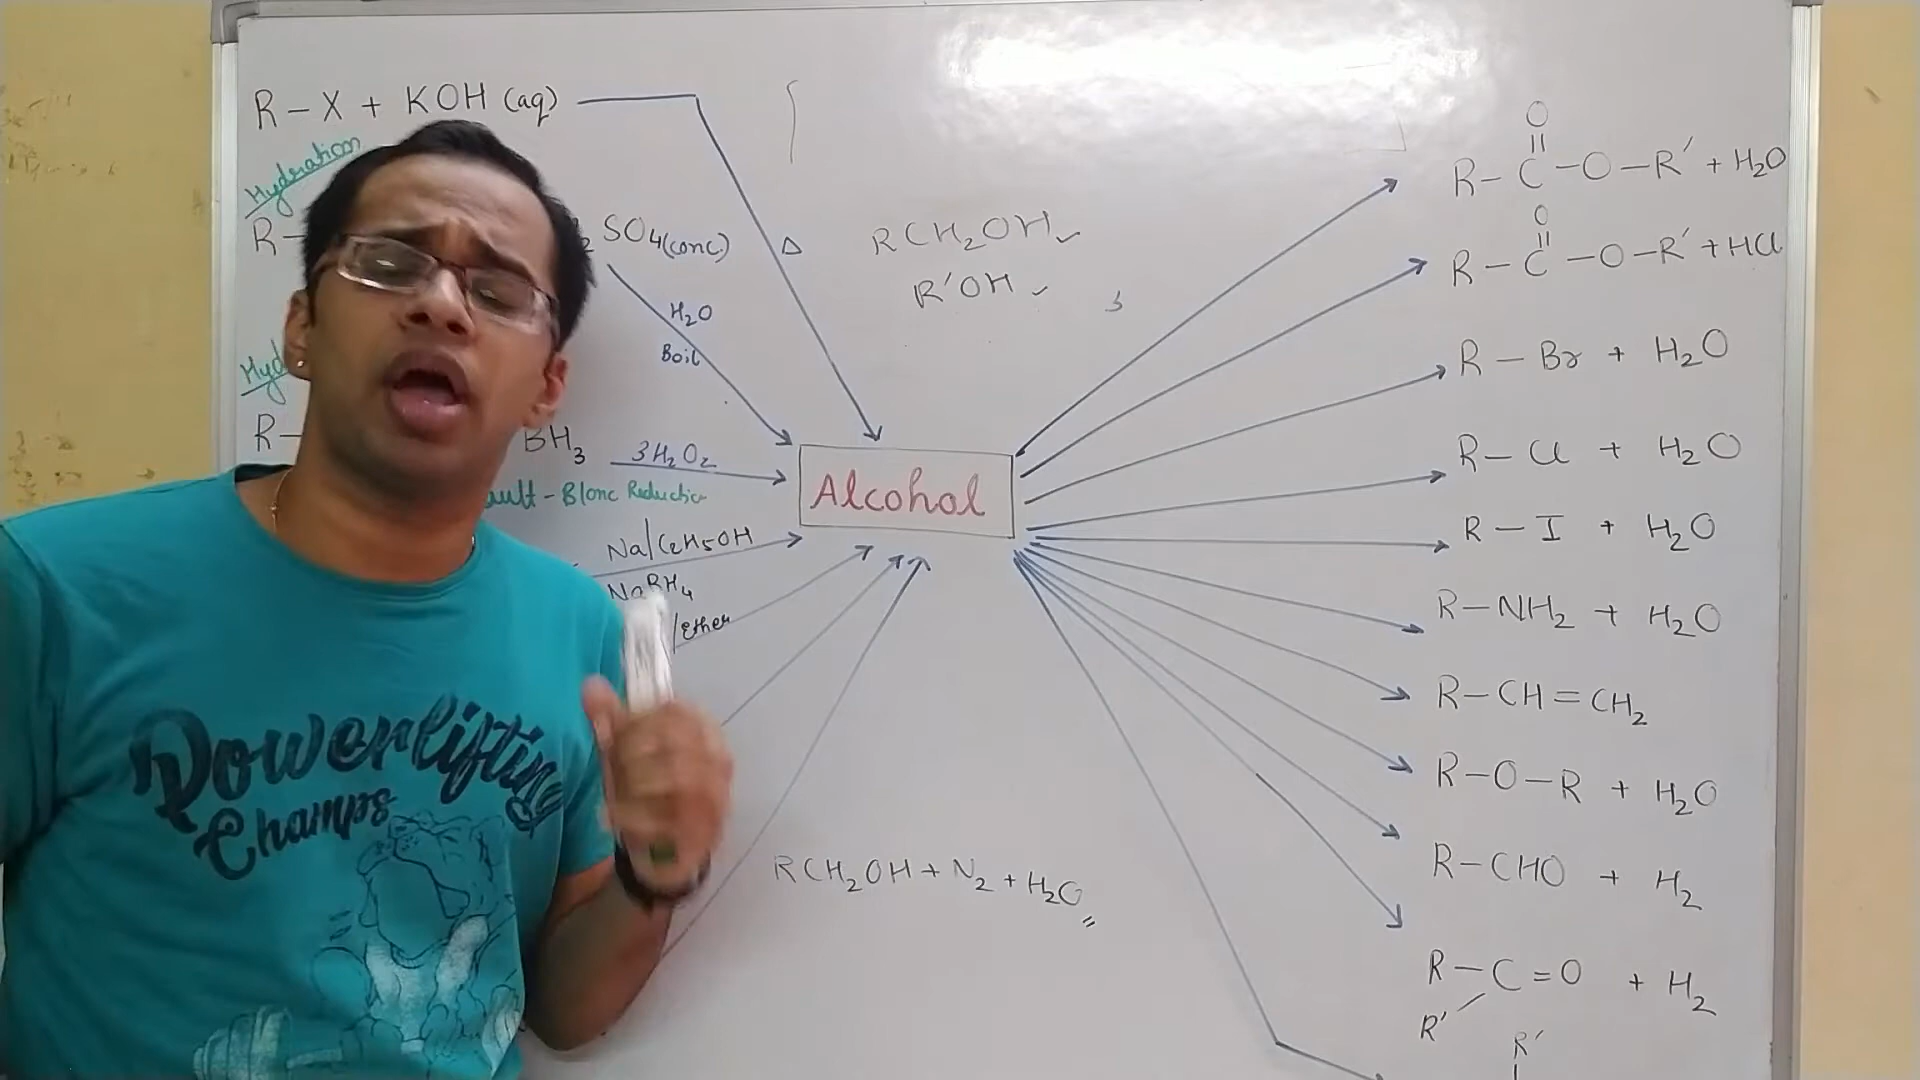 R-X + KOH (aq)
Hydration
R-
SO4(conc.) Δ
H2O
Boil
RCH2OH
R'OH
R-
BH3 3H2O2
Blanc Reduction
Na/C2H5OH
NaBH4
/Ether
Alcohol
RCH2OH + N2 + H2O
O
R-C-O-R' + H2O
O
R-C-O-R' + HCl
R-Br + H2O
R-Cl + H2O
R-I + H2O
R-NH2 + H2O
R-CH=CH2
R-O-R + H2O
R-CHO + H2
R-C=O + H2
R'
R'
Powerlifting
Champs